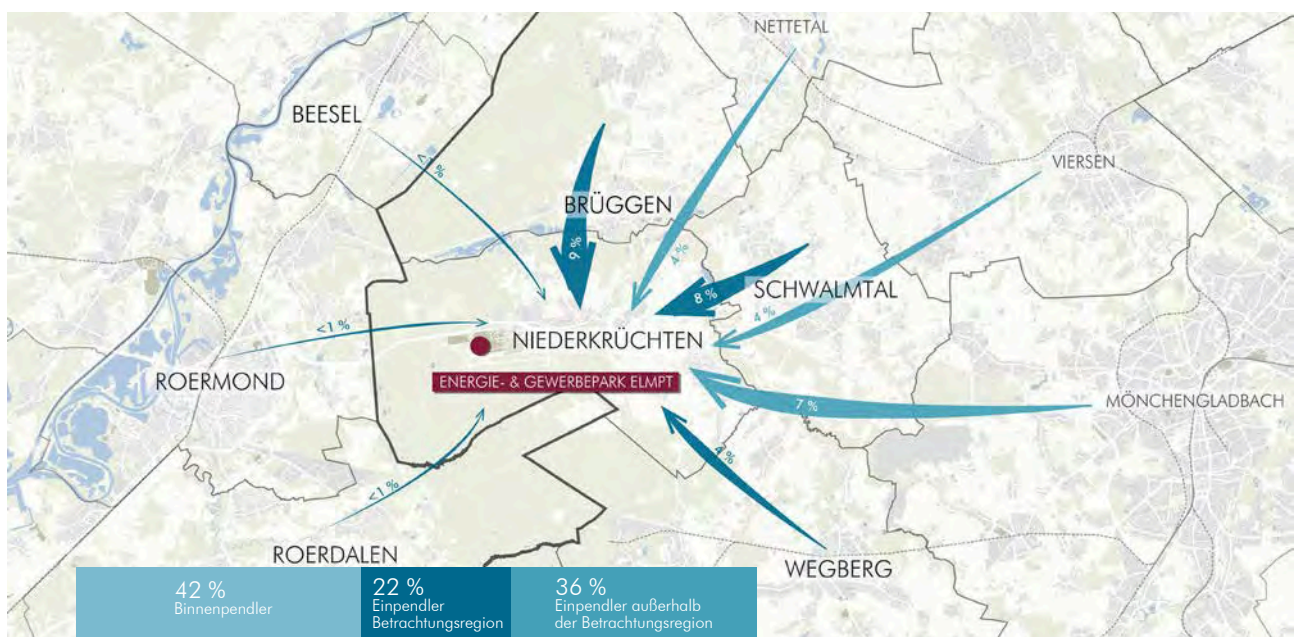 NETTETAL
BEESEL
<1 %
VIERSEN
BRÜGGEN
9 %
4 %
8 %
SCHWALMTAL
4 %
<1 %
NIEDERKRÜCHTEN
ROERMOND
ENERGIE- & GEWERBEPARK ELMPT
7 %
MÖNCHENGLADBACH
4 %
<1 %
ROERDALEN
WEGBERG
42 %
Binnenpendler
22 %
Einpendler
Betrachtungsregion
36 %
Einpendler außerhalb
der Betrachtungsregion